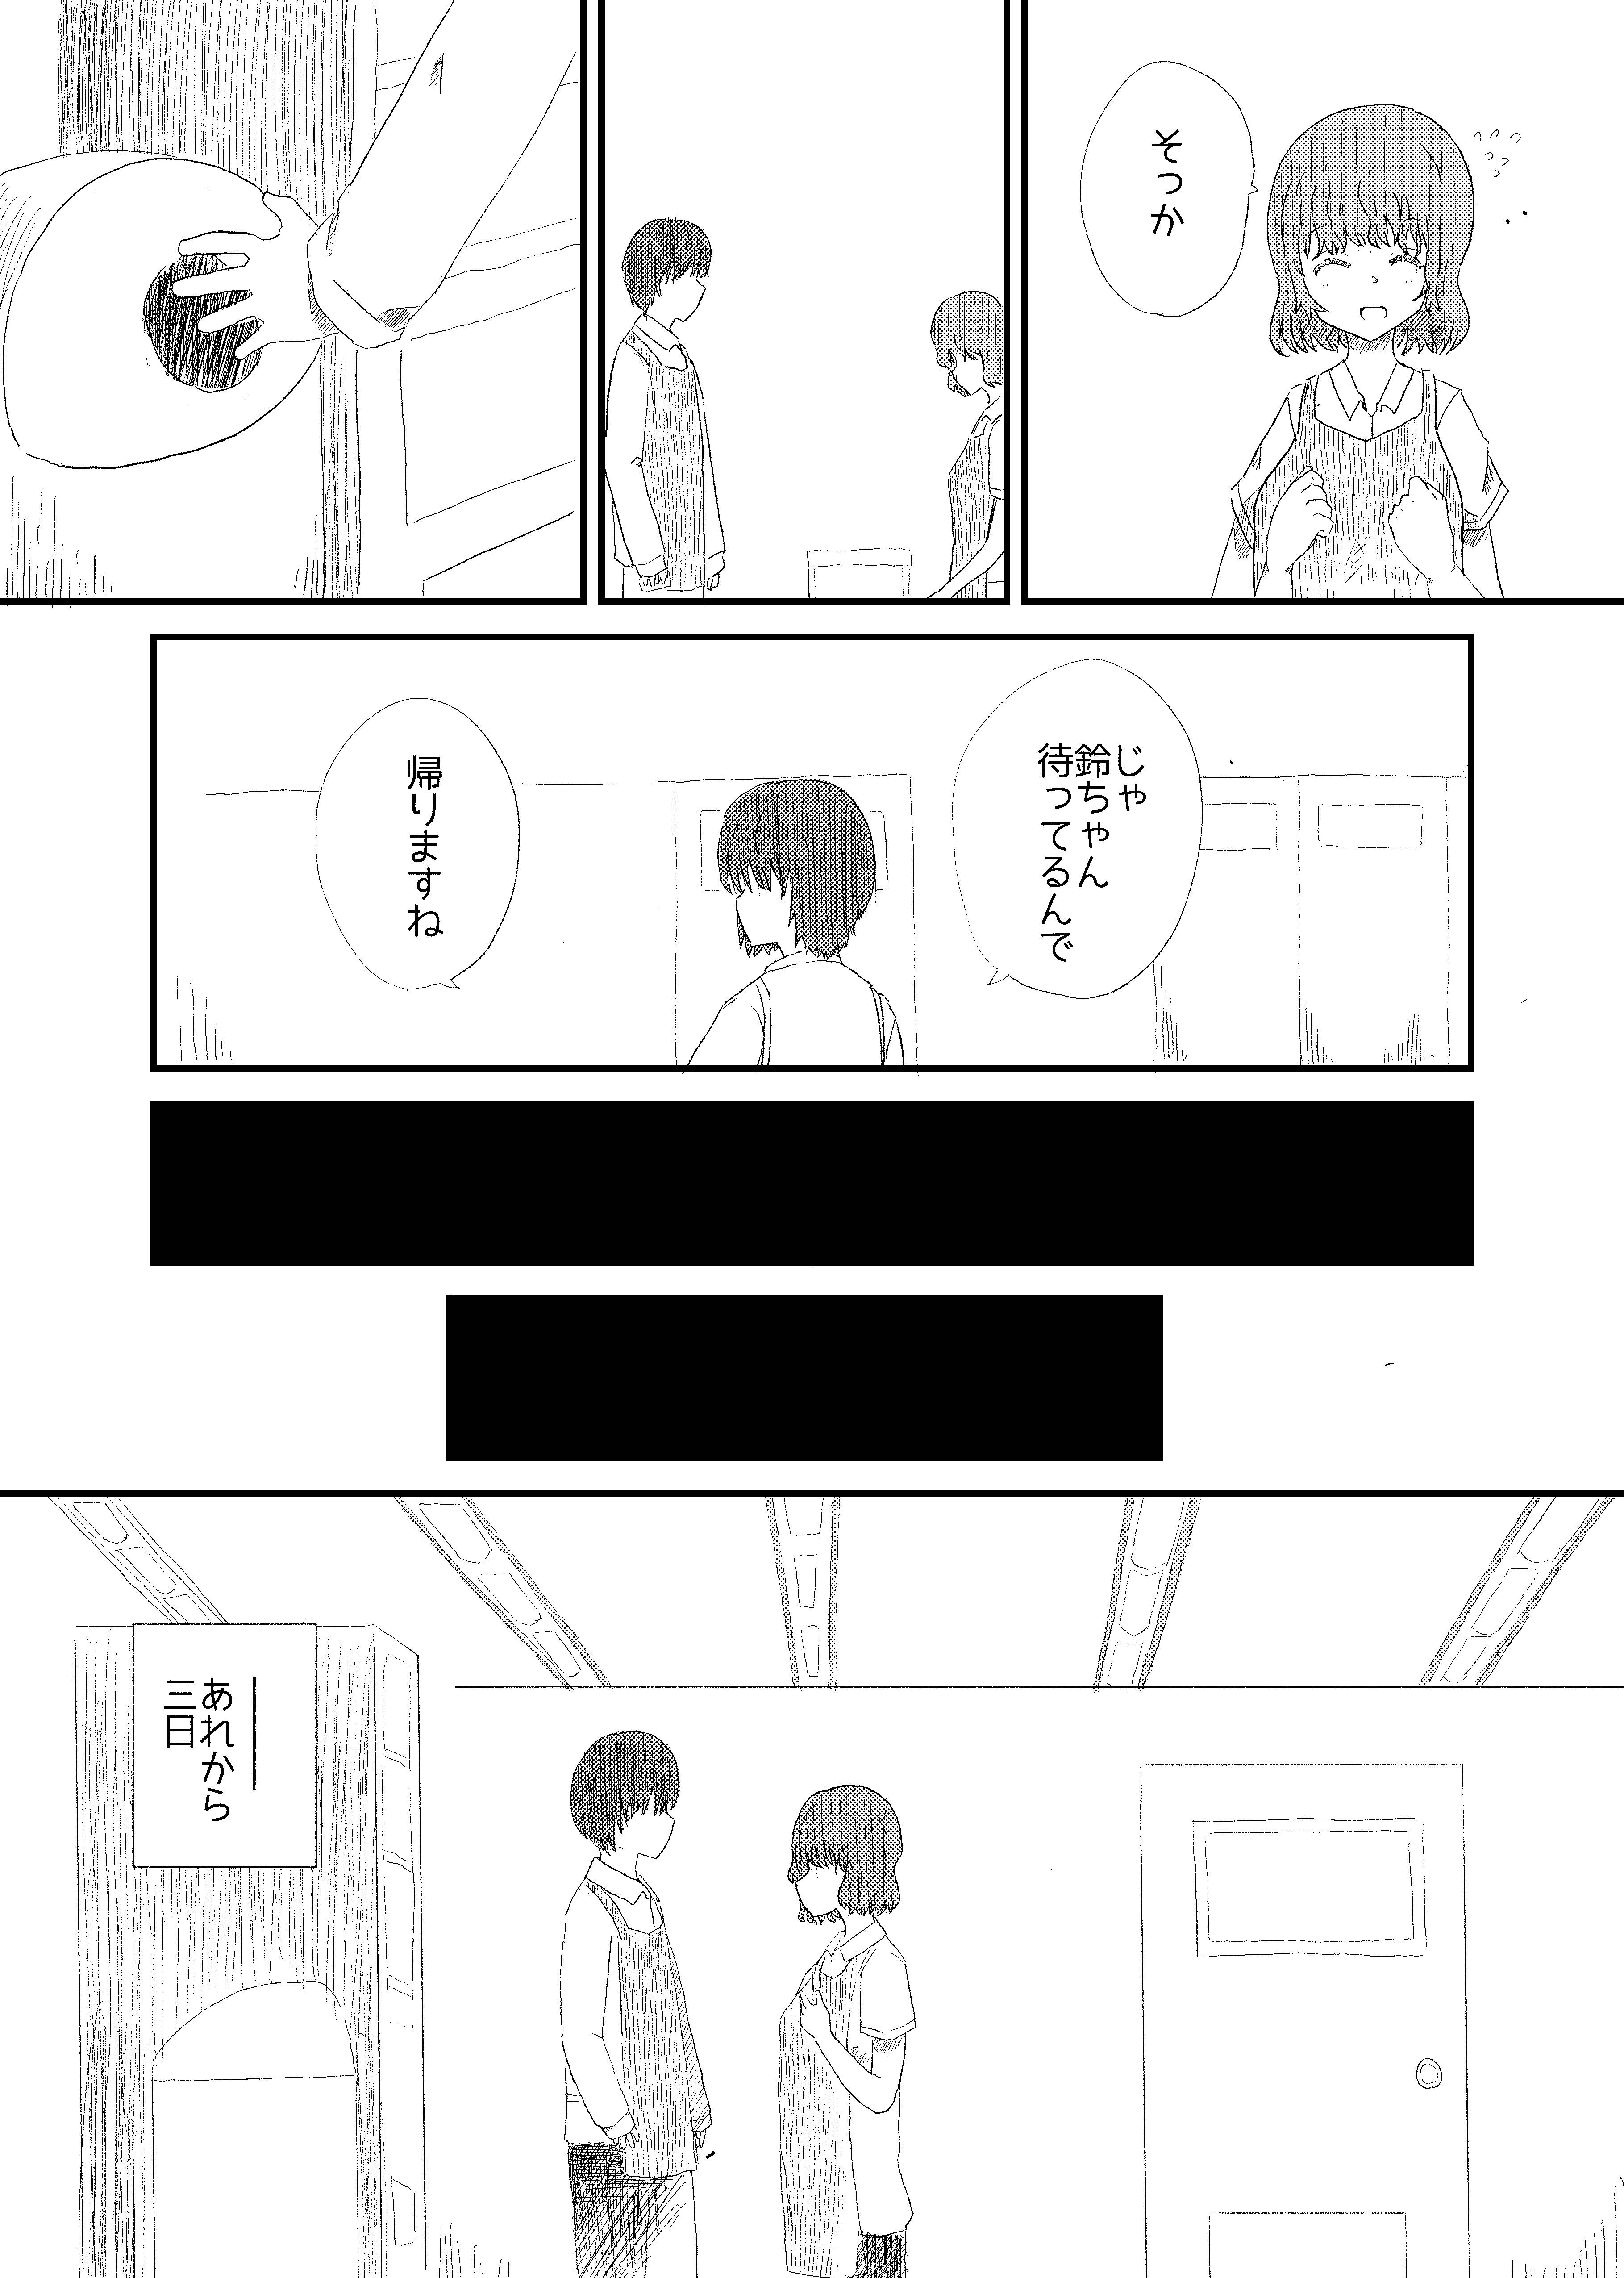 そっか
じゃ
鈴ちゃん
待ってるんで
帰りますね
――
あれから
三日